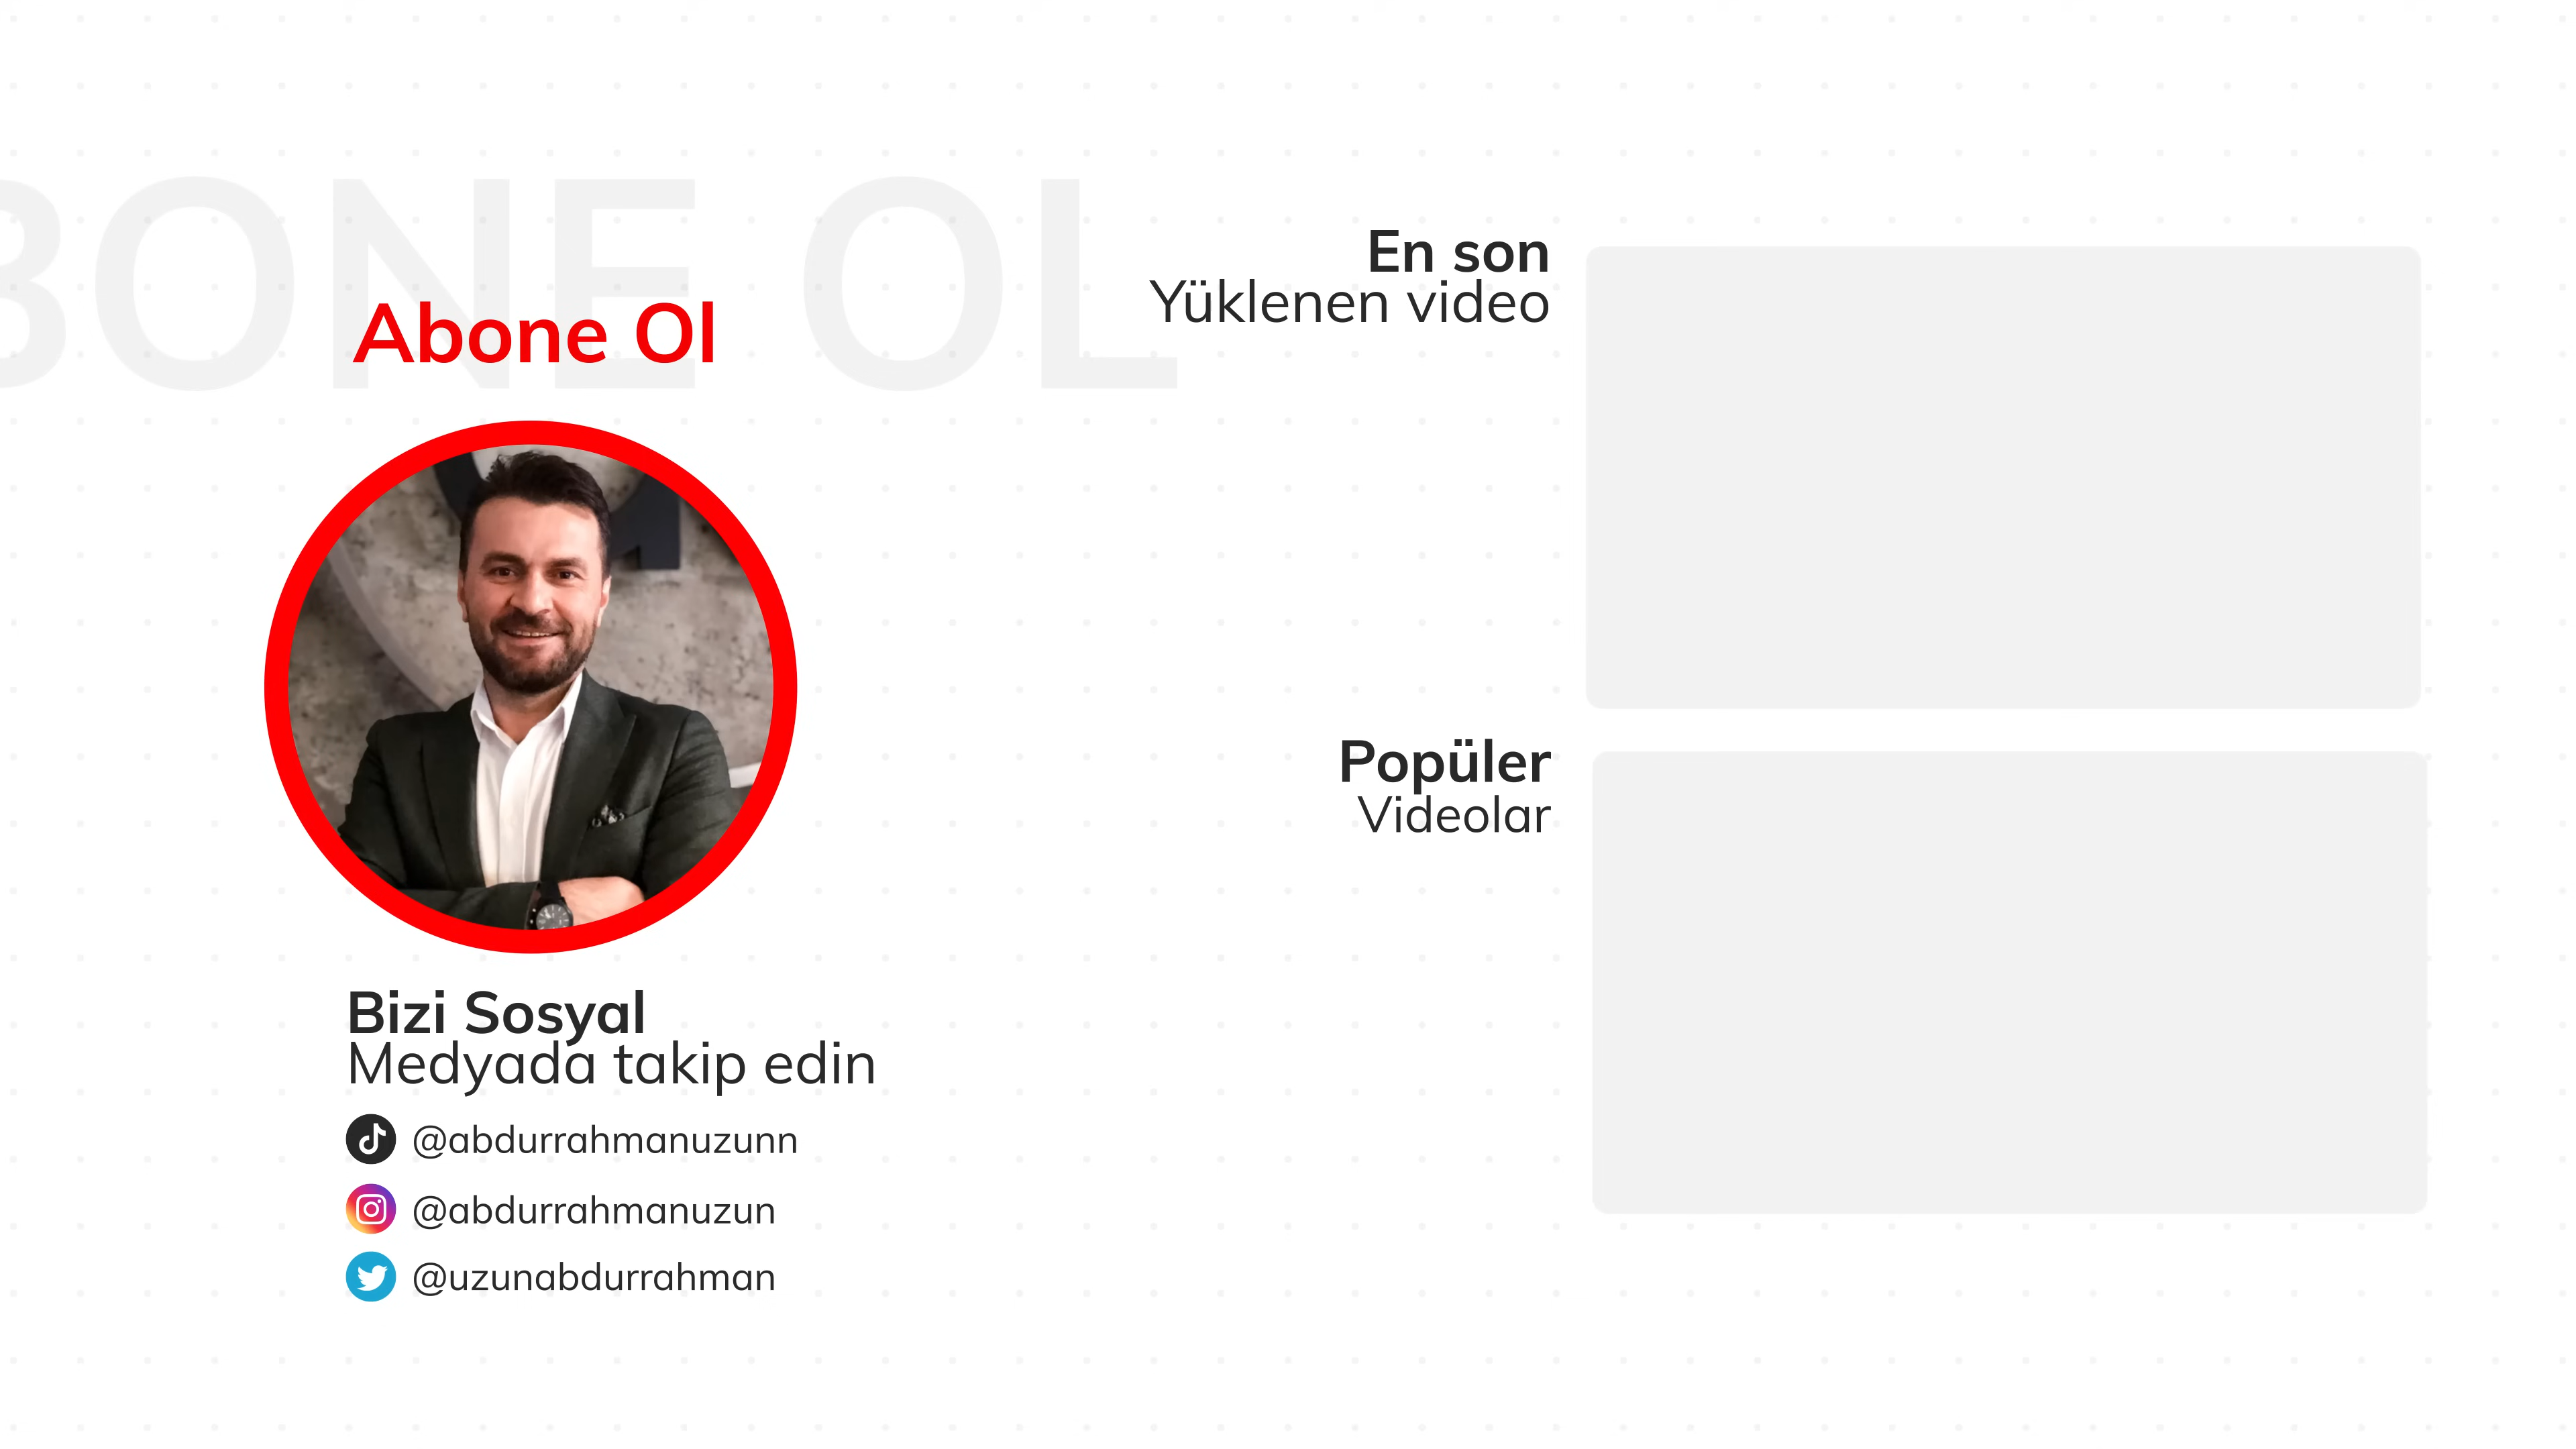 BONE OL
Abone Ol
En son
Yüklenen video
Popüler
Videolar
Bizi Sosyal
Medyada takip edin
@abdurrahmanuzunn
@abdurrahmanuzun
@uzunabdurrahman